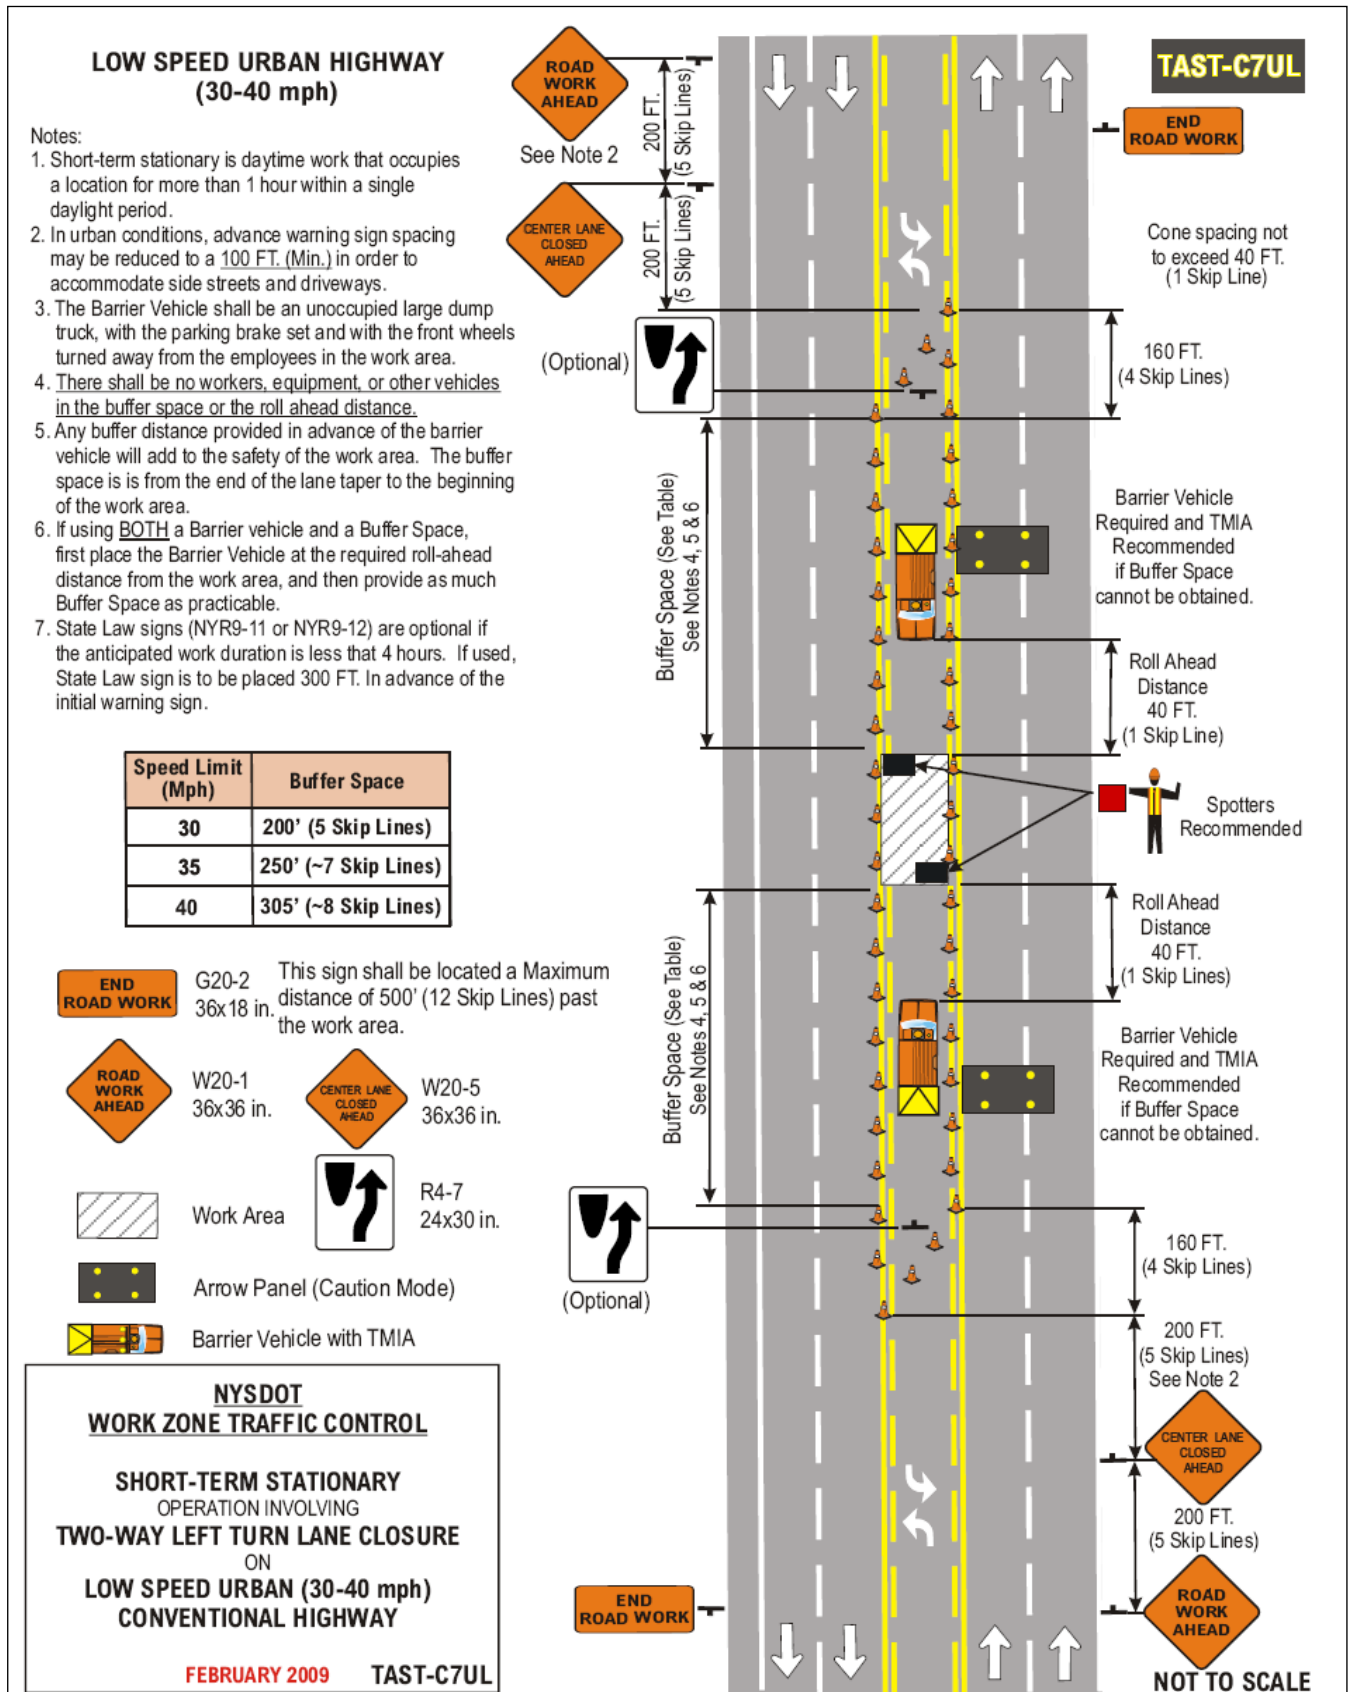 LOW SPEED URBAN HIGHWAY
(30-40 mph)
Notes:
1. Short-term stationary is daytime work that occupies
a location for more than 1 hour within a single
daylight period.
2. In urban conditions, advance warning sign spacing
may be reduced to a 100 FT. (Min.) in order to
accommodate side streets and driveways.
3. The Barrier Vehicle shall be an unoccupied large dump
truck, with the parking brake set and with the front wheels
turned away from the employees in the work area.
4. There shall be no workers, equipment, or other vehicles
in the buffer space or the roll ahead distance.
5. Any buffer distance provided in advance of the barrier
vehicle will add to the safety of the work area. The buffer
space is is from the end of the lane taper to the beginning
of the work area.
6. If using BOTH a Barrier vehicle and a Buffer Space,
first place the Barrier Vehicle at the required roll-ahead
distance from the work area, and then provide as much
Buffer Space as practicable.
7. State Law signs (NYR9-11 or NYR9-12) are optional if
the anticipated work duration is less that 4 hours. If used,
State Law sign is to be placed 300 FT. In advance of the
initial warning sign.
Speed Limit
(Mph)
Buffer Space
30
200' (5 Skip Lines)
35
250' (~7 Skip Lines)
40
305' (~8 Skip Lines)
END
ROAD WORK
G20-2
36x18 in.
This sign shall be located a Maximum
distance of 500' (12 Skip Lines) past
the work area.
ROAD
WORK
AHEAD
W20-1
36x36 in.
CENTER LANE
CLOSED
AHEAD
W20-5
36x36 in.
Work Area
R4-7
24x30 in.
Arrow Panel (Caution Mode)
Barrier Vehicle with TMIA
NYSDOT
WORK ZONE TRAFFIC CONTROL
SHORT-TERM STATIONARY
OPERATION INVOLVING
TWO-WAY LEFT TURN LANE CLOSURE
ON
LOW SPEED URBAN (30-40 mph)
CONVENTIONAL HIGHWAY
FEBRUARY 2009 TAST-C7UL
ROAD
WORK
AHEAD
See Note 2
200 FT.
(5 Skip Lines)
CENTER LANE
CLOSED
AHEAD
200 FT.
(5 Skip Lines)
(Optional)
Buffer Space (See Table)
See Notes 4, 5 & 6
Buffer Space (See Table)
See Notes 4, 5 & 6
(Optional)
END
ROAD WORK
TAST-C7UL
END
ROAD WORK
Cone spacing not
to exceed 40 FT.
(1 Skip Line)
160 FT.
(4 Skip Lines)
Barrier Vehicle
Required and TMIA
Recommended
if Buffer Space
cannot be obtained.
Roll Ahead
Distance
40 FT.
(1 Skip Line)
Spotters
Recommended
Roll Ahead
Distance
40 FT.
(1 Skip Lines)
Barrier Vehicle
Required and TMIA
Recommended
if Buffer Space
cannot be obtained.
160 FT.
(4 Skip Lines)
200 FT.
(5 Skip Lines)
See Note 2
CENTER LANE
CLOSED
AHEAD
200 FT.
(5 Skip Lines)
ROAD
WORK
AHEAD
NOT TO SCALE